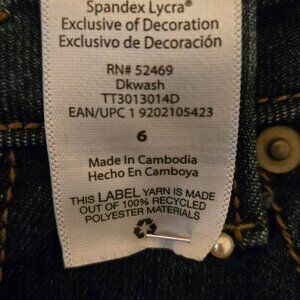 Spandex Lycra®
Exclusive of Decoration
Exclusivo de Decoración
RN# 52469
Dkwash
TT3013014D
EAN/UPC 1 9202105423
6
Made In Cambodia
Hecho En Camboya
THIS LABEL YARN IS MADE
OUT OF 100% RECYCLED
POLYESTER MATERIALS